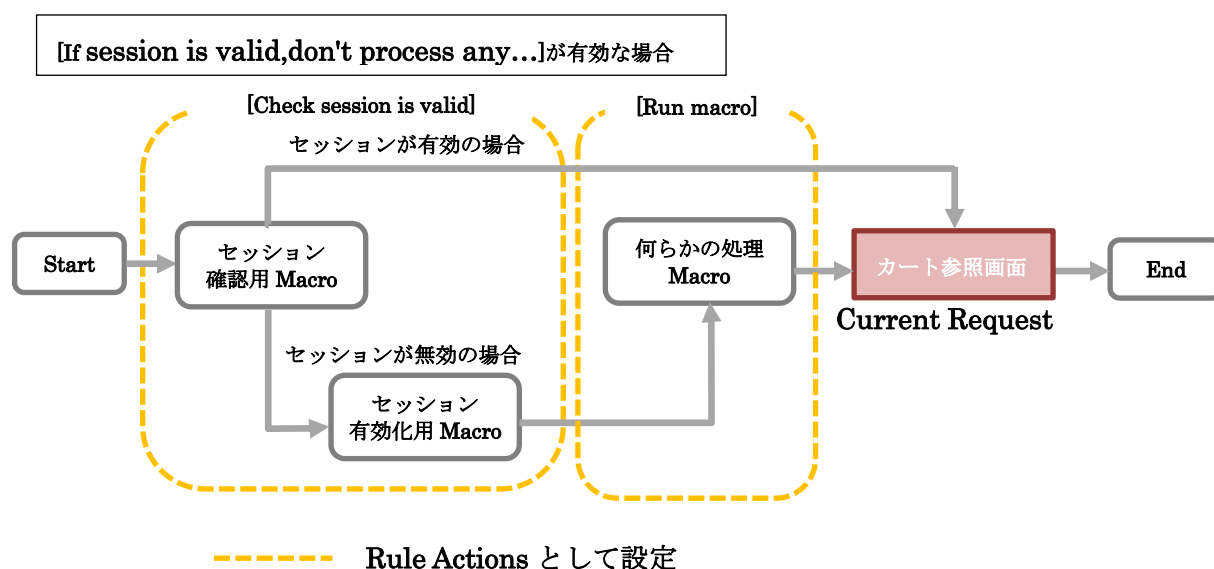 [If session is valid,don't process any…]が有効な場合
[Check session is valid]
[Run macro]
セッションが有効の場合
Start
セッション
確認用 Macro
何らかの処理
Macro
カート参照画面
End
Current Request
セッションが無効の場合
セッション
有効化用 Macro
Rule Actions として設定